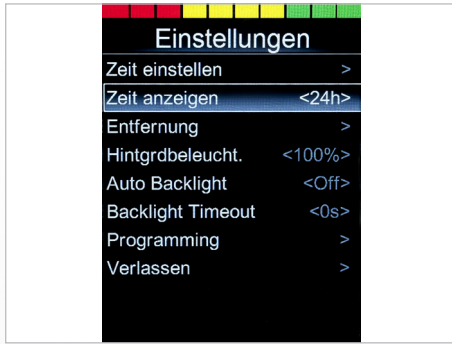 Einstellungen
Zeit einstellen >
Zeit anzeigen <24h>
Entfernung >
Hintgrdbeleucht. <100%>
Auto Backlight <Off>
Backlight Timeout <0s>
Programming >
Verlassen >